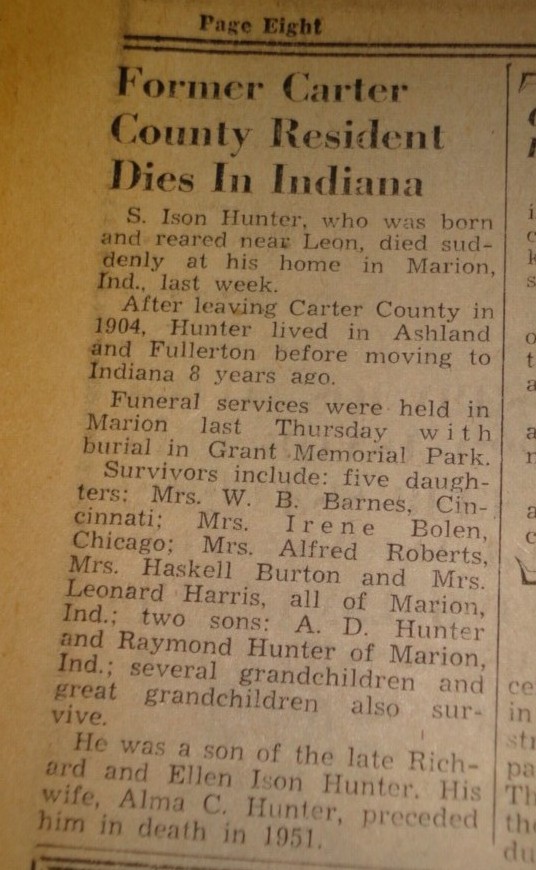 Page Eight
Former Carter
County Resident
Dies In Indiana
S. Ison Hunter, who was born
and reared near Leon, died sud-
denly at his home in Marion,
Ind., last week.
After leaving Carter County in
1904, Hunter lived in Ashland
and Fullerton before moving to
Indiana 8 years ago.
Funeral services were held in
Marion last Thursday with
burial in Grant Memorial Park.
Survivors include: five daugh-
ters: Mrs. W. B. Barnes, Cin-
cinnati; Mrs. Irene Bolen,
Chicago; Mrs. Alfred Roberts,
Mrs. Haskell Burton and Mrs.
Leonard Harris, all of Marion,
Ind.; two sons: A. D. Hunter
and Raymond Hunter of Marion,
Ind.; several grandchildren and
great grandchildren also sur-
vive.
He was a son of the late Rich-
ard and Ellen Ison Hunter. His
wife, Alma C. Hunter, preceded
him in death in 1951.